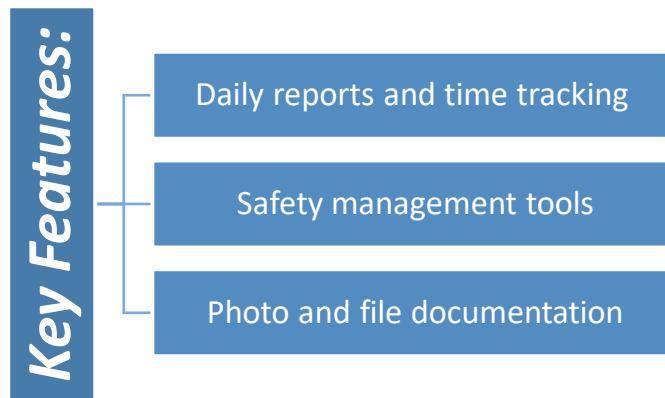 Key Features:
Daily reports and time tracking
Safety management tools
Photo and file documentation